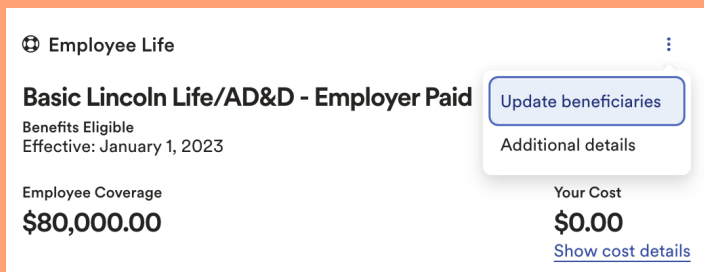 Employee Life
Basic Lincoln Life/AD&D - Employer Paid
Update beneficiaries
Benefits Eligible
Effective: January 1, 2023
Additional details
Employee Coverage
Your Cost
$80,000.00
$0.00
Show cost details